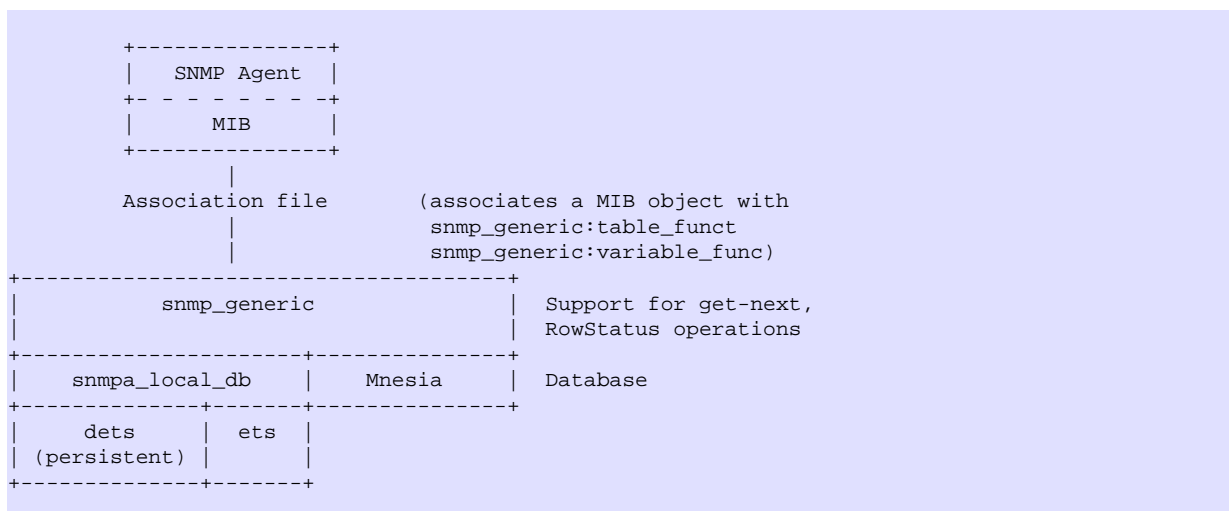 SNMP Agent
MIB
Association file (associates a MIB object with
snmp_generic:table_funct
snmp_generic:variable_func)
snmp_generic Support for get-next,
RowStatus operations
snmpa_local_db Mnesia Database
dets ets
(persistent)